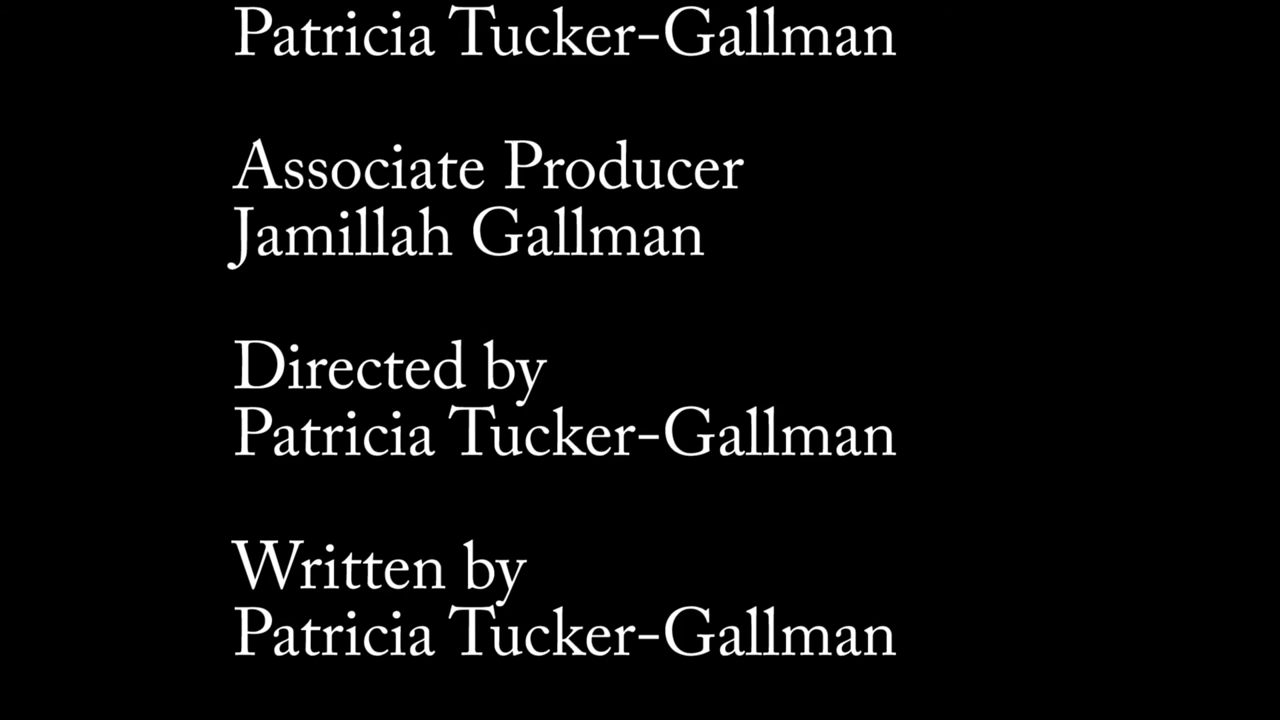 Patricia Tucker-Gallman
Associate Producer
Jamillah Gallman
Directed by
Patricia Tucker-Gallman
Written by
Patricia Tucker-Gallman